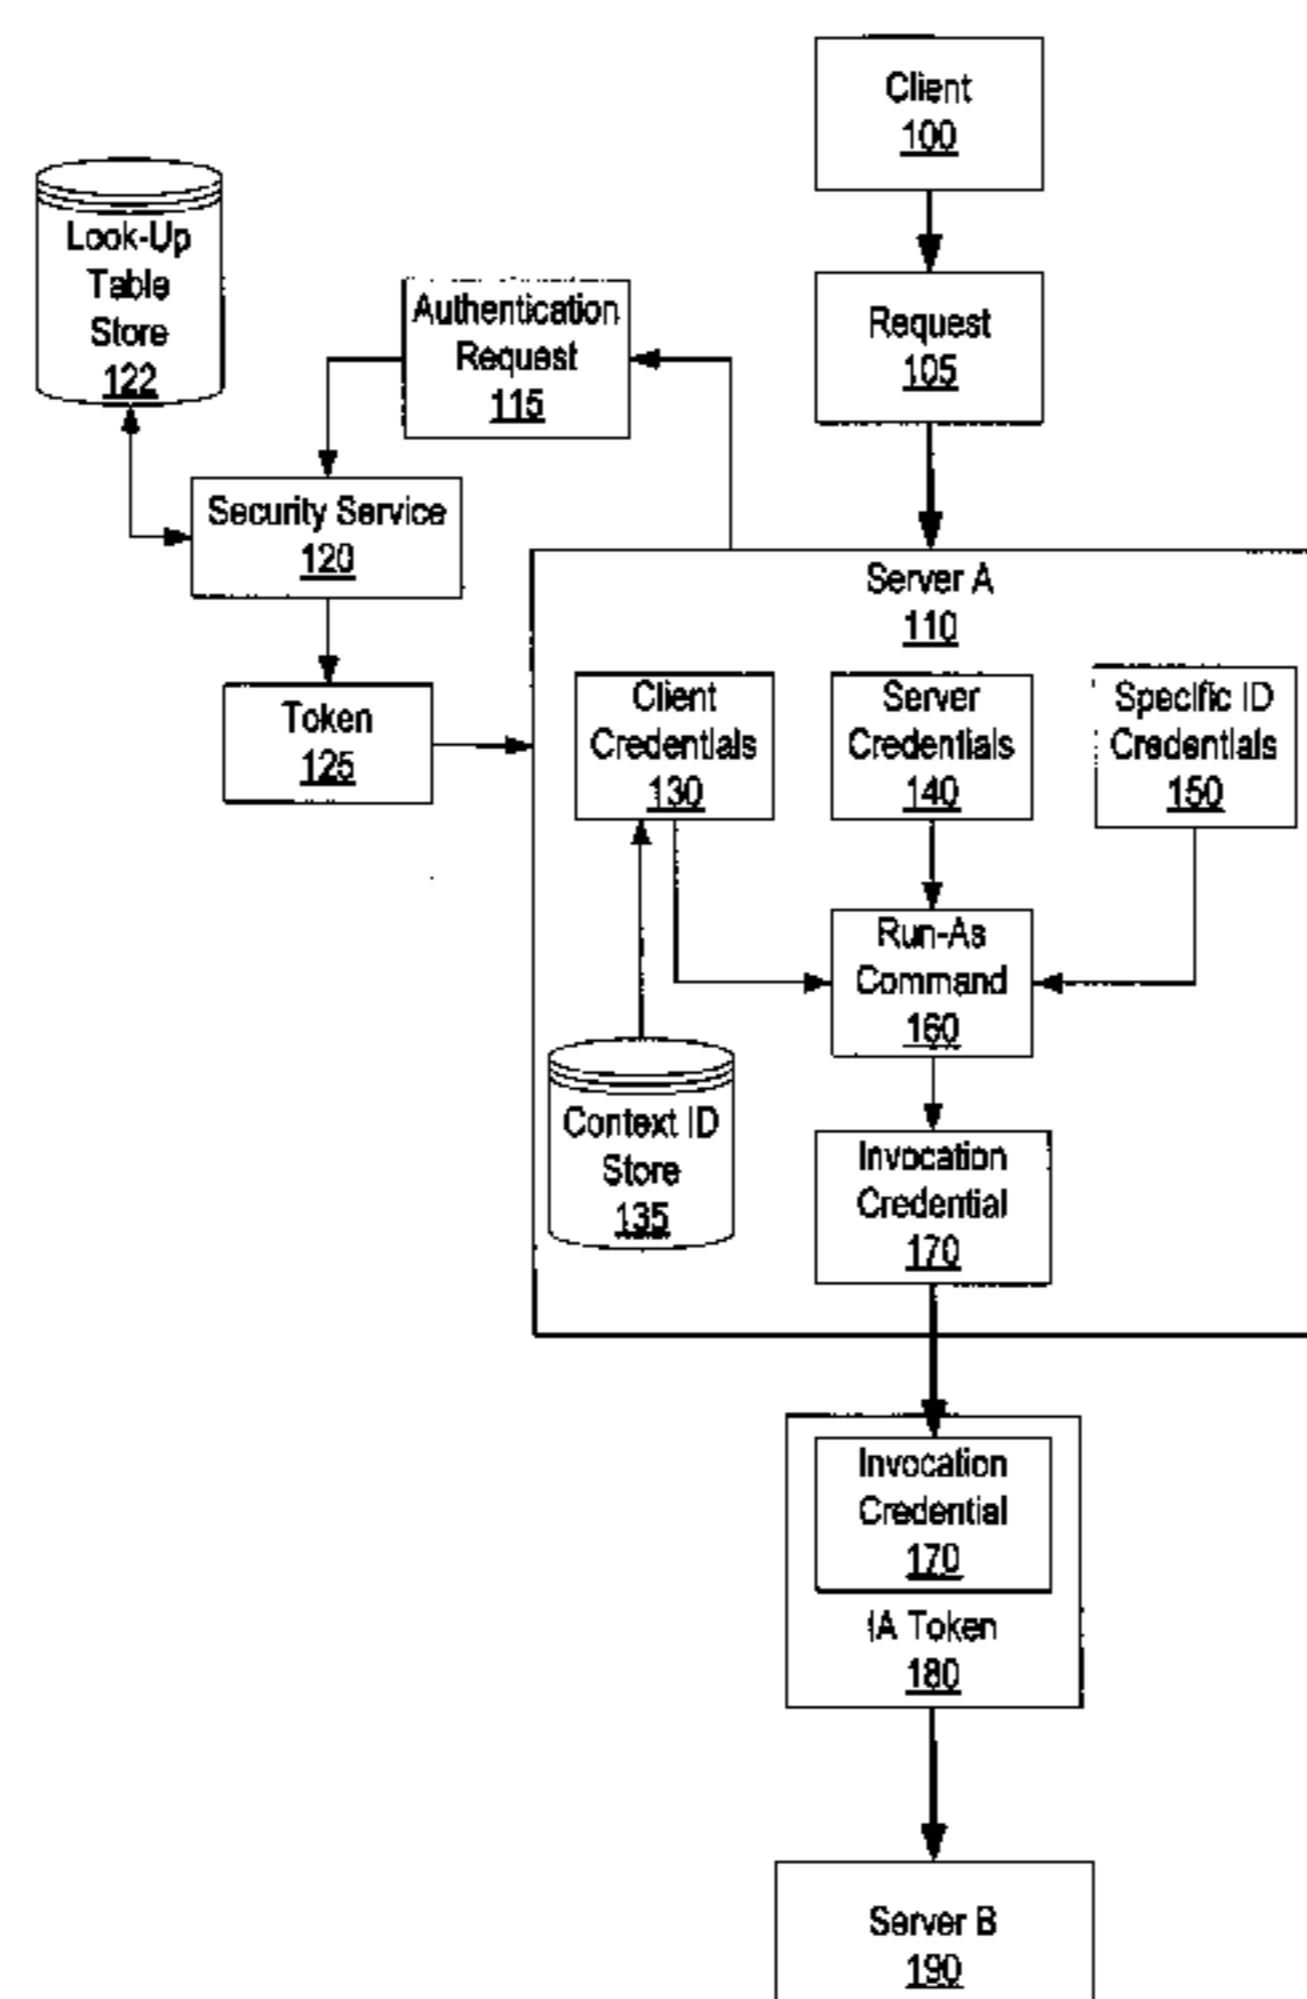 Client
100
Look-Up
Table
Store
122
Authentication
Request
115
Request
105
Security Service
120
Server A
110
Token
125
Client
Credentials
130
Server
Credentials
140
Specific ID
Credentials
150
Run-As
Command
160
Context ID
Store
135
Invocation
Credential
170
Invocation
Credential
170
IA Token
180
Server B
190